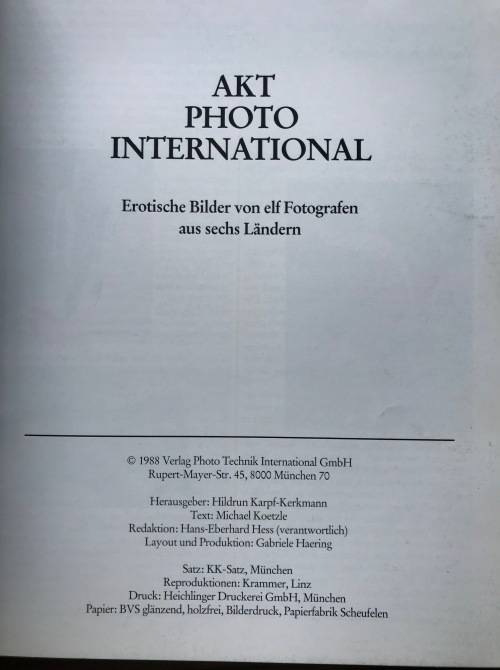 AKT
PHOTO
INTERNATIONAL
Erotische Bilder von elf Fotografen
aus sechs Ländern
© 1988 Verlag Photo Technik International GmbH
Rupert-Mayer-Str. 45, 8000 München 70
Herausgeber: Hildrun Karpf-Kerkmann
Text: Michael Koetzle
Redaktion: Hans-Eberhard Hess (verantwortlich)
Layout und Produktion: Gabriele Haering
Satz: KK-Satz, München
Reproduktionen: Krammer, Linz
Druck: Heichlinger Druckerei GmbH, München
Papier: BVS glänzend, holzfrei, Bilderdruck, Papierfabrik Scheufelen